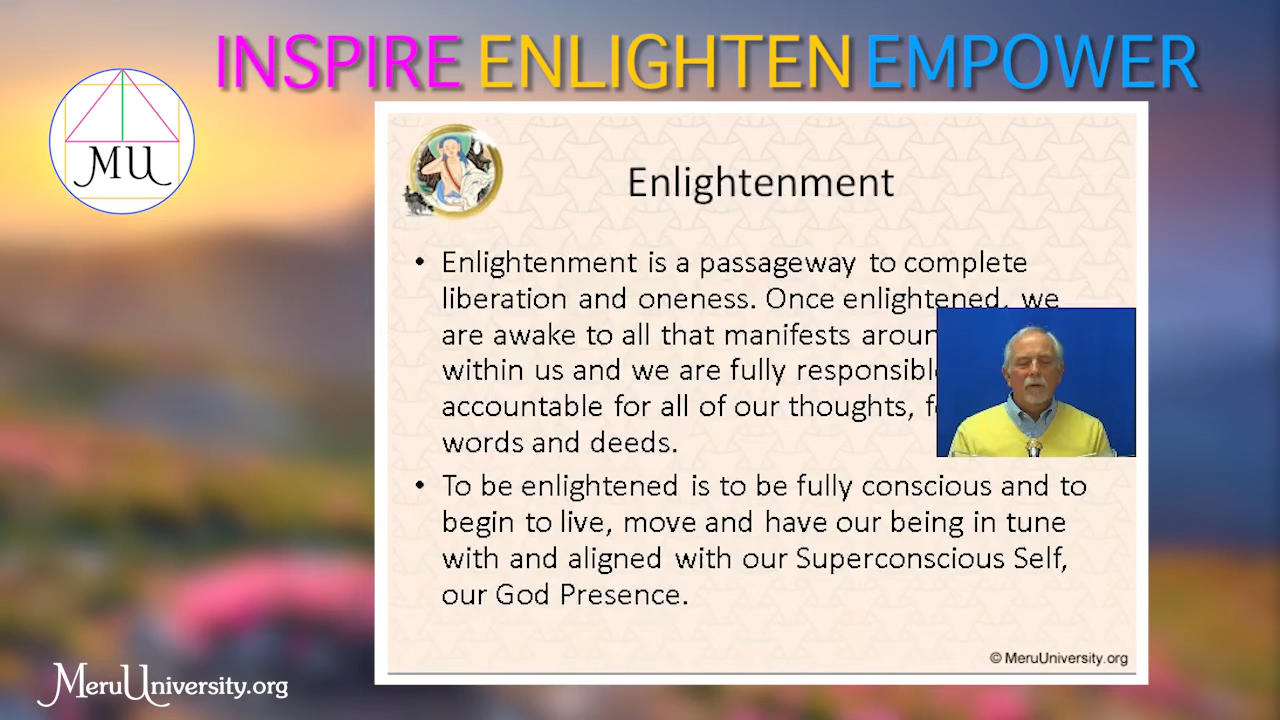 INSPIRE ENLIGHTEN EMPOWER
MU
Enlightenment
• Enlightenment is a passageway to complete
liberation and oneness. Once enlightened, we
are awake to all that manifests
within us and we are fully
accountable for all of our thoughts,
words and deeds.
• To be enlightened is to be fully conscious and to
begin to live, move and have our being in tune
with and aligned with our Superconscious Self,
our God Presence.
© MeruUniversity.org
MeruUniversity.org